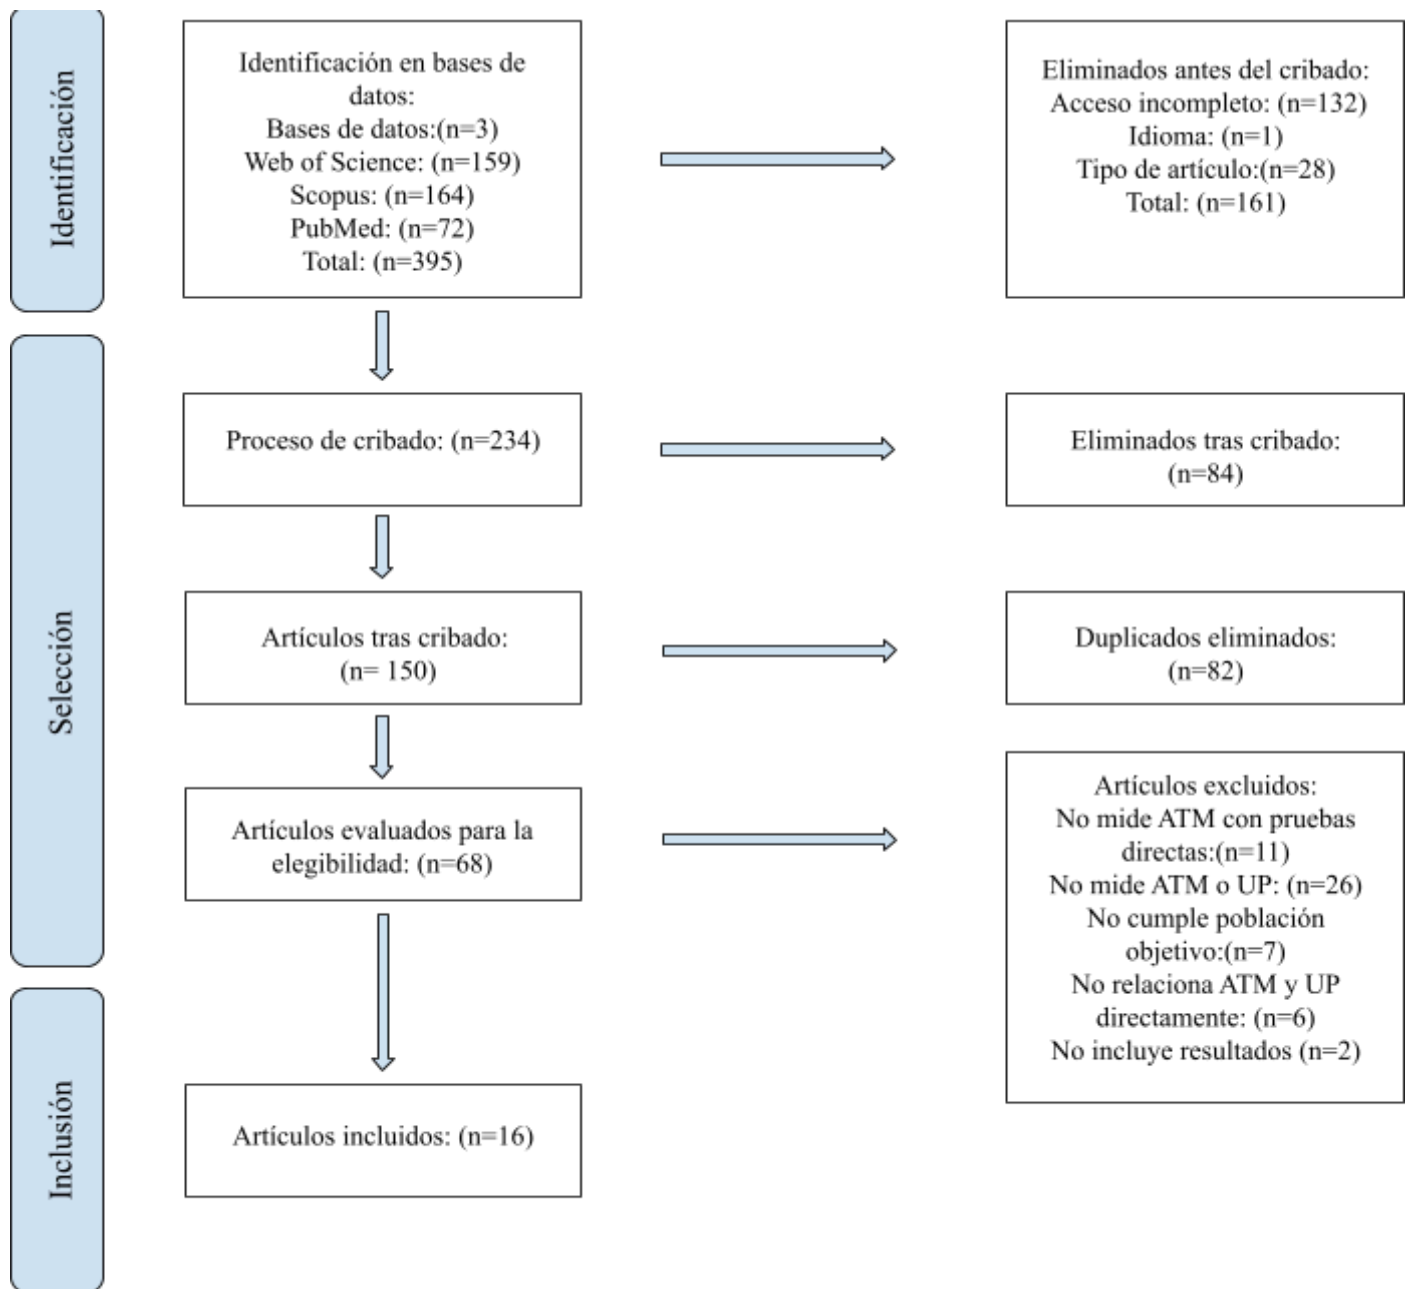 Identificación
Identificación en bases de
datos:
Bases de datos:(n=3)
Web of Science: (n=159)
Scopus: (n=164)
PubMed: (n=72)
Total: (n=395)
Eliminados antes del cribado:
Acceso incompleto: (n=132)
Idioma: (n=1)
Tipo de artículo:(n=28)
Total: (n=161)
Selección
Proceso de cribado: (n=234)
Eliminados tras cribado:
(n=84)
Artículos tras cribado:
(n= 150)
Duplicados eliminados:
(n=82)
Artículos evaluados para la
elegibilidad: (n=68)
Artículos excluidos:
No mide ATM con pruebas
directas:(n=11)
No mide ATM o UP: (n=26)
No cumple población
objetivo:(n=7)
No relaciona ATM y UP
directamente: (n=6)
No incluye resultados (n=2)
Inclusión
Artículos incluidos: (n=16)